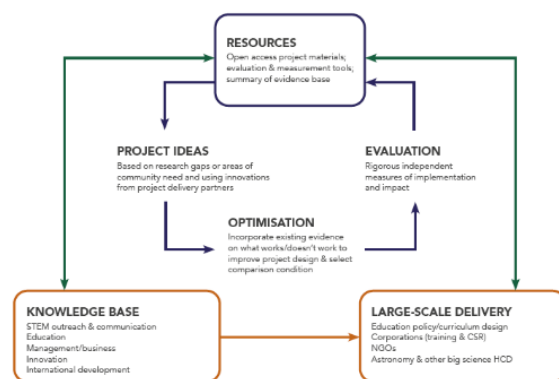 RESOURCES
Open access project materials;
evaluation & measurement tools;
summary of evidence base
PROJECT IDEAS
Based on research gaps or areas of
community need and using innovations
from project delivery partners
EVALUATION
Rigorous independent
measures of implementation
and impact
OPTIMISATION
Incorporate existing evidence
on what works/doesn't work to
improve project design & select
comparison condition
KNOWLEDGE BASE
STEM outreach & communication
Education
Management/business
Innovation
International development
LARGE-SCALE DELIVERY
Education policy/curriculum design
Corporations (training & CSR)
NGOs
Astronomy & other big science HCD